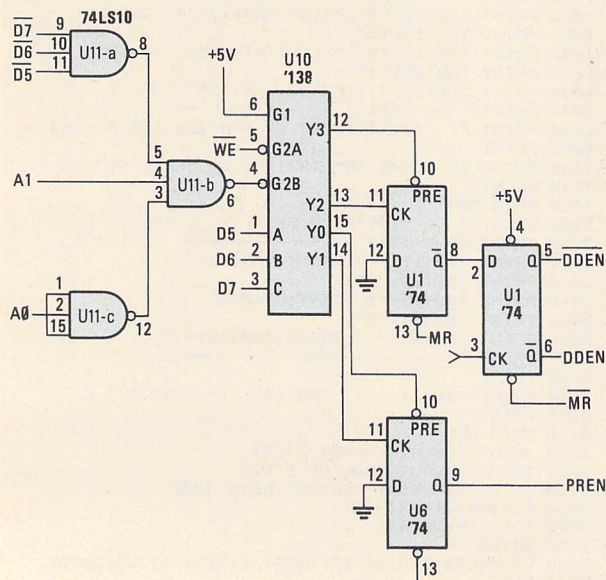 74LS10
D7 9
D6 10
D5 11
U11-a
8
+5V
U10
'138
6 G1
WE 5 G2A
4 G2B
Y3 12
Y2 13
Y0 15
Y1 14
D5 1 A
D6 2 B
D7 3 C
A1
5
4
3
U11-b
6
A0
1
2
15
U11-c
12
10
PRE
11 CK
12 D
Q 8
U1
'74
13
MR
+5V
4
2 D
Q 5 DDEN
U1
'74
3 CK
Q 6 DDEN
MR
10
PRE
11 CK
12 D
Q 9 PREN
U6
'74
13